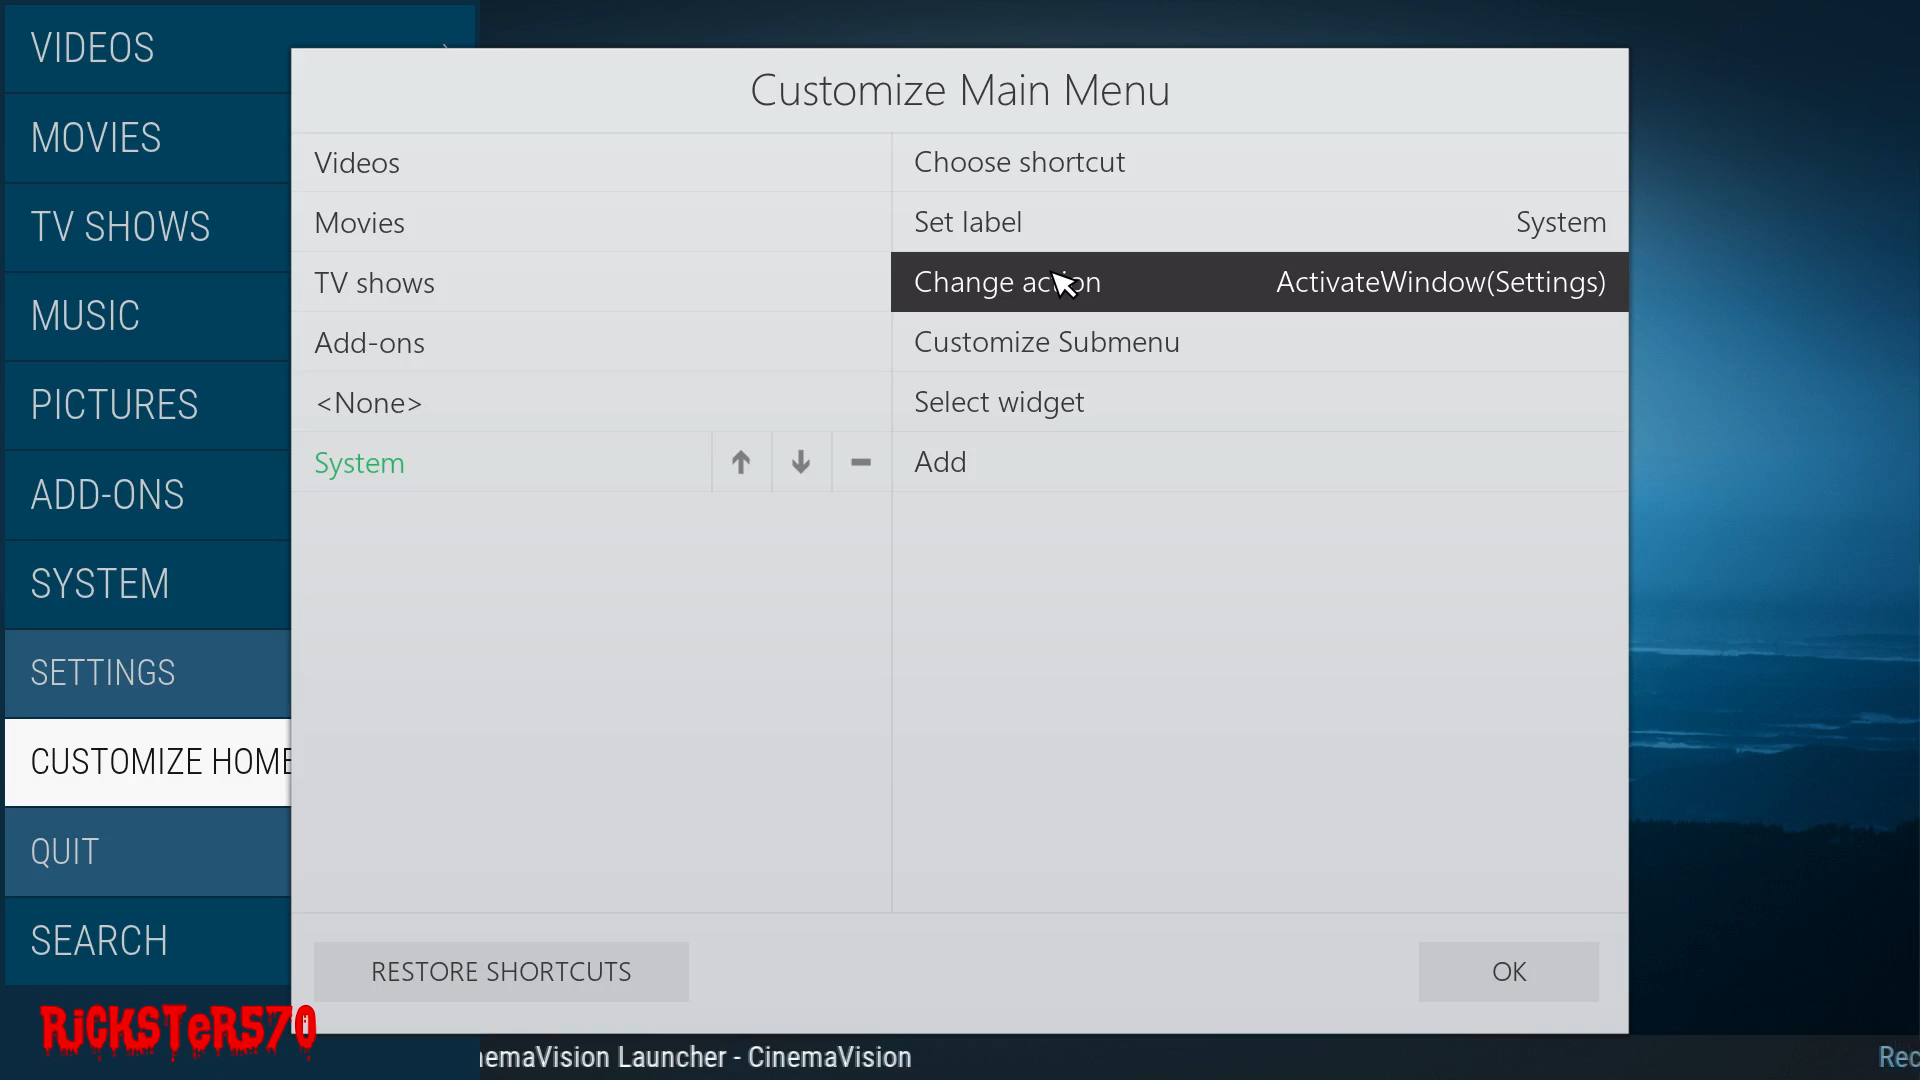 VIDEOS
MOVIES
TV SHOWS
MUSIC
PICTURES
ADD-ONS
SYSTEM
SETTINGS
CUSTOMIZE HOME
QUIT
SEARCH
RiCKSTeR570
Customize Main Menu
Videos
Movies
TV shows
Add-ons
<None>
System
Choose shortcut
Set label System
Change action ActivateWindow(Settings)
Customize Submenu
Select widget
Add
RESTORE SHORTCUTS
OK
nemaVision Launcher - CinemaVision
Rec